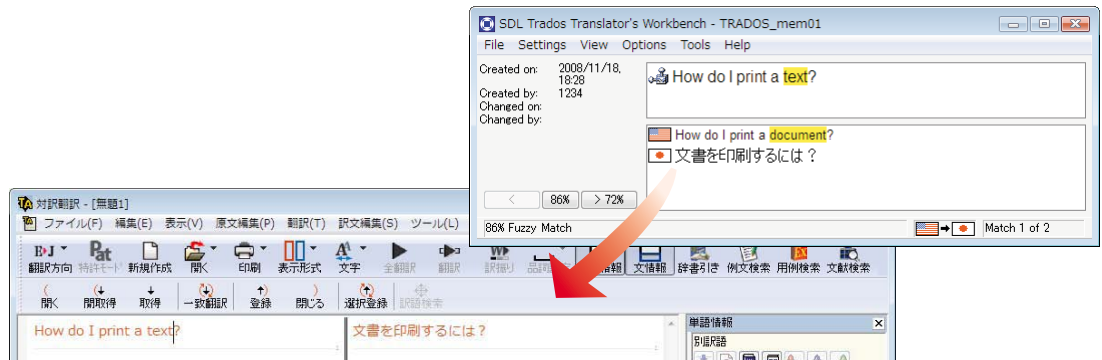 SDL Trados Translator's Workbench - TRADOS_mem01
File Settings View Options Tools Help
Created on: 2008/11/18, 18:28
Created by: 1234
Changed on:
Changed by:
How do I print a text?
How do I print a document?
文書を印刷するには？
< 86% > 72%
86% Fuzzy Match
Match 1 of 2
対訳翻訳 - [無題1]
ファイル(F) 編集(E) 表示(V) 原文編集(P) 翻訳(T) 訳文編集(S) ツール(L)
E▸J Pat
翻訳方向 特許モード 新規作成 開く 印刷 表示形式 文字 全翻訳 翻訳 訳振り 品詞 情報 文情報 辞書引き 例文検索 用例検索 文献検索
開く 開取得 取得 一致翻訳 登録 閉じる 選択登録 訳語検索
How do I print a text?
文書を印刷するには？
単語情報
別訳語